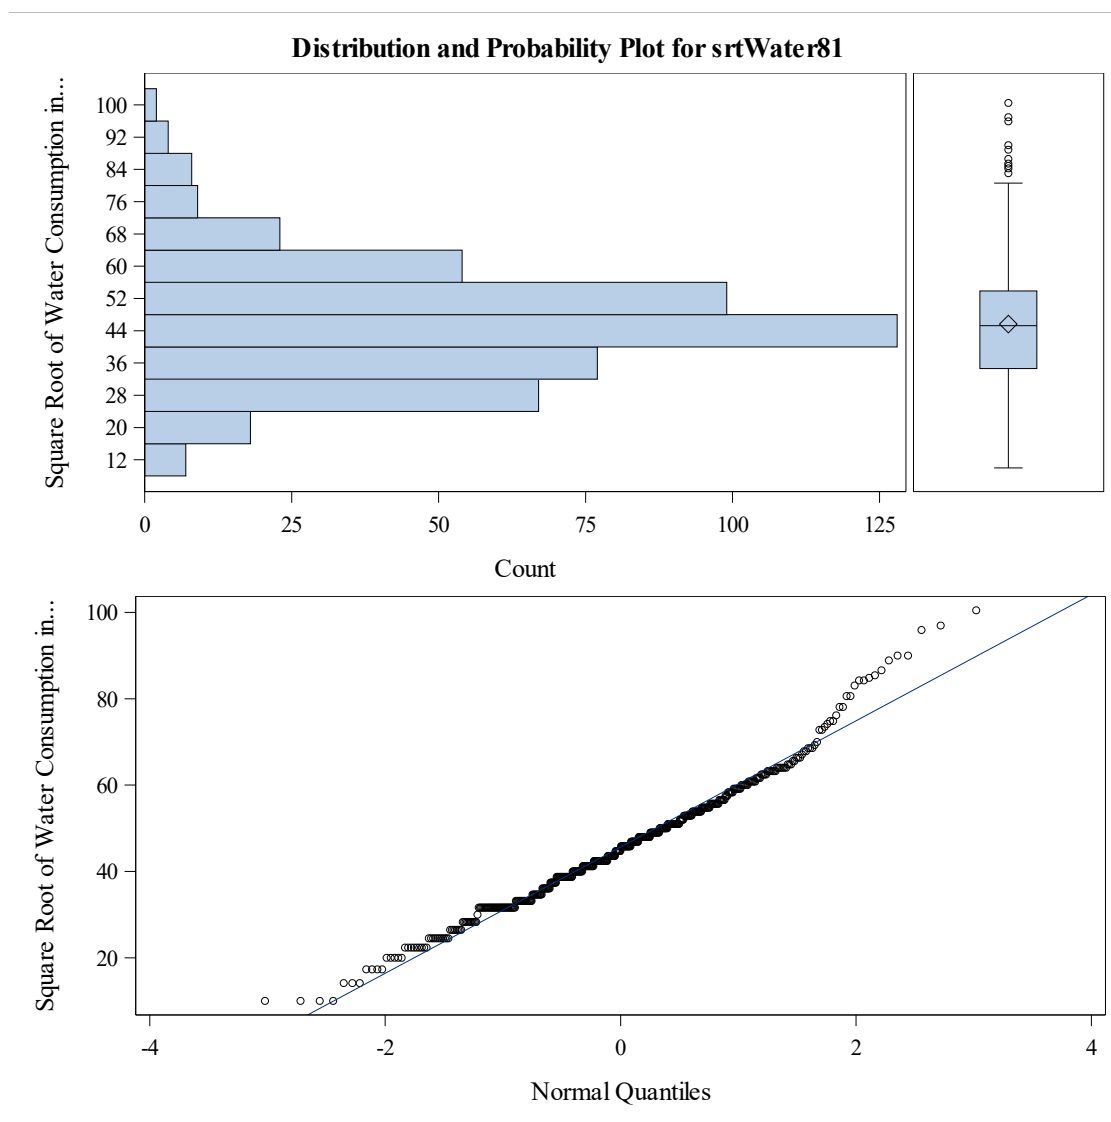 Distribution and Probability Plot for srtWater81
Square Root of Water Consumption in...
100
92
84
76
68
60
52
44
36
28
20
12
0 25 50 75 100 125
Count
Square Root of Water Consumption in...
100
80
60
40
20
-4 -2 0 2 4
Normal Quantiles